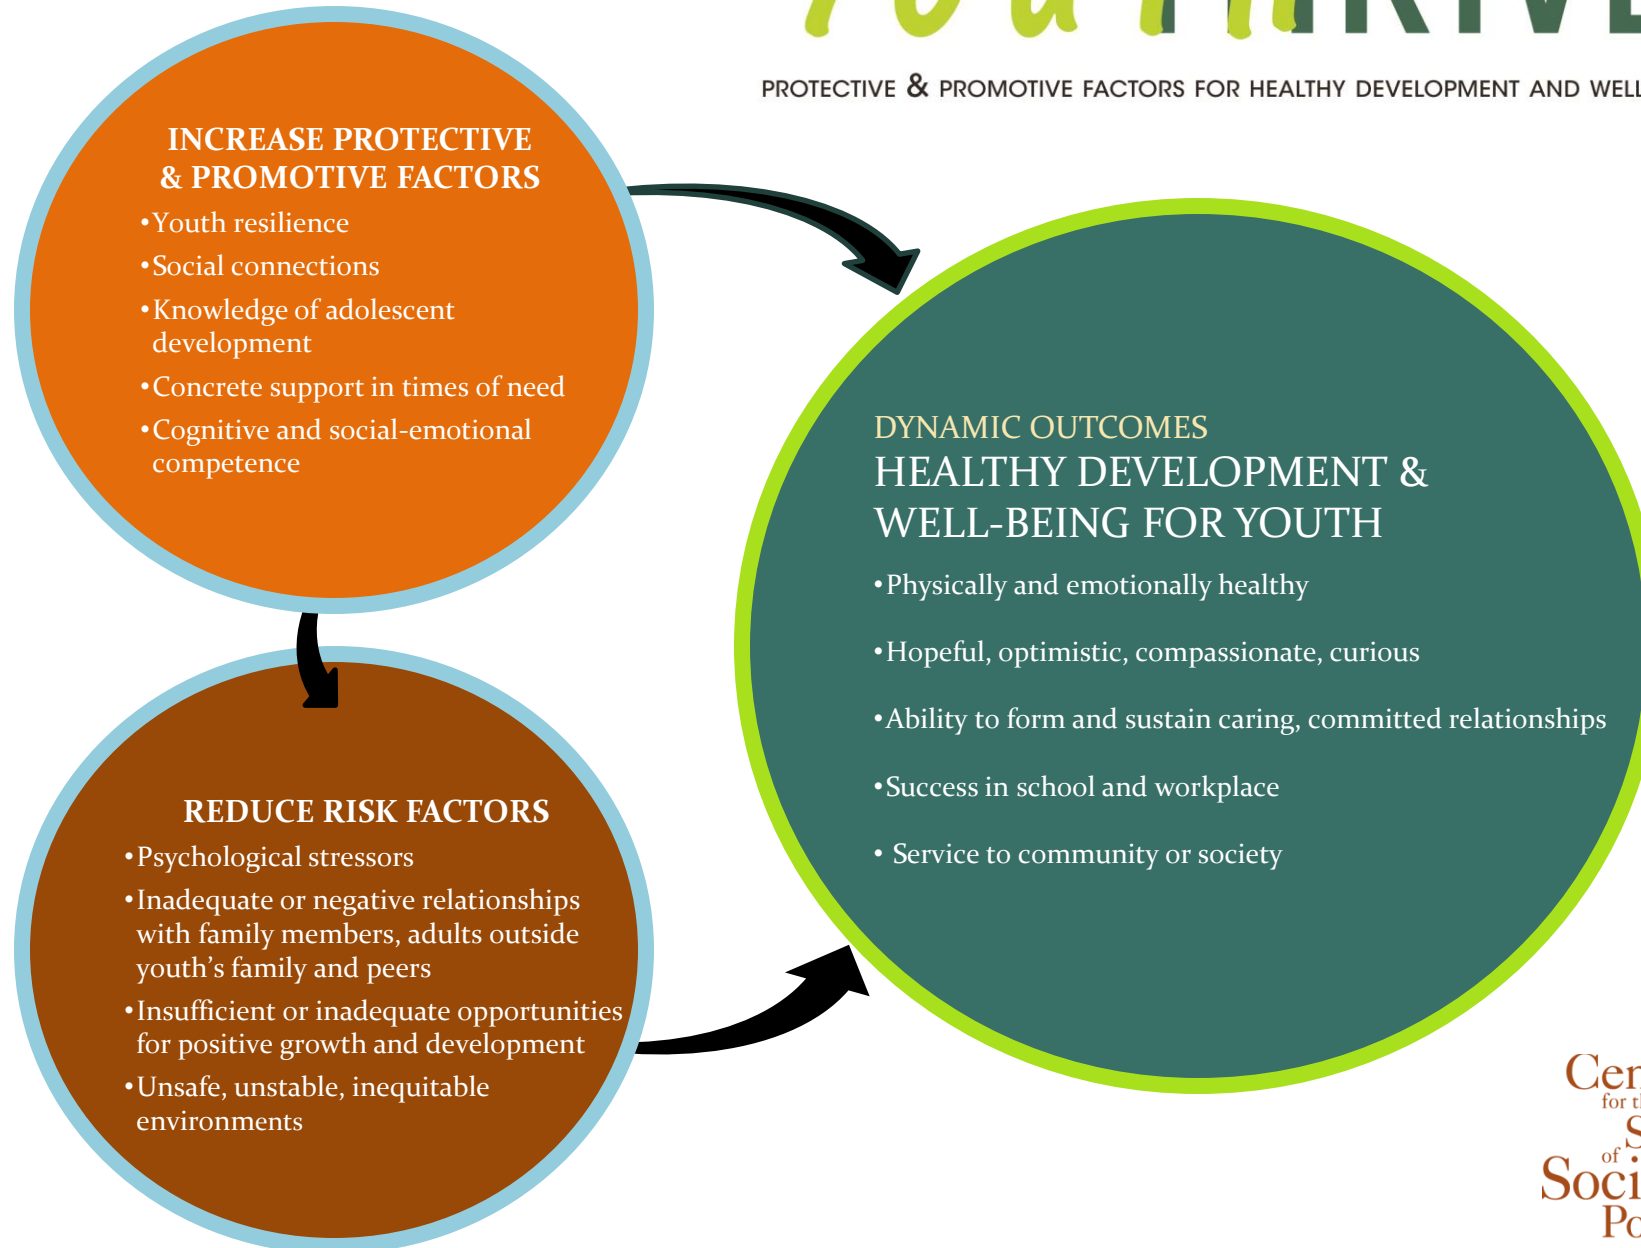 PROTECTIVE & PROMOTIVE FACTORS FOR HEALTHY DEVELOPMENT AND
INCREASE PROTECTIVE
& PROMOTIVE FACTORS
•Youth resilience
•Social connections
•Knowledge of adolescent
development
•Concrete support in times of need
•Cognitive and social-emotional
competence
DYNAMIC OUTCOMES
HEALTHY DEVELOPMENT &
WELL-BEING FOR YOUTH
•Physically and emotionally healthy
•Hopeful, optimistic, compassionate, curious
•Ability to form and sustain caring, committed relationships
•Success in school and workplace
• Service to community or society
REDUCE RISK FACTORS
•Psychological stressors
•Inadequate or negative relationships
with family members, adults outside
youth’s family and peers
•Insufficient or inadequate opportunities
for positive growth and development
•Unsafe, unstable, inequitable
environments
for
of